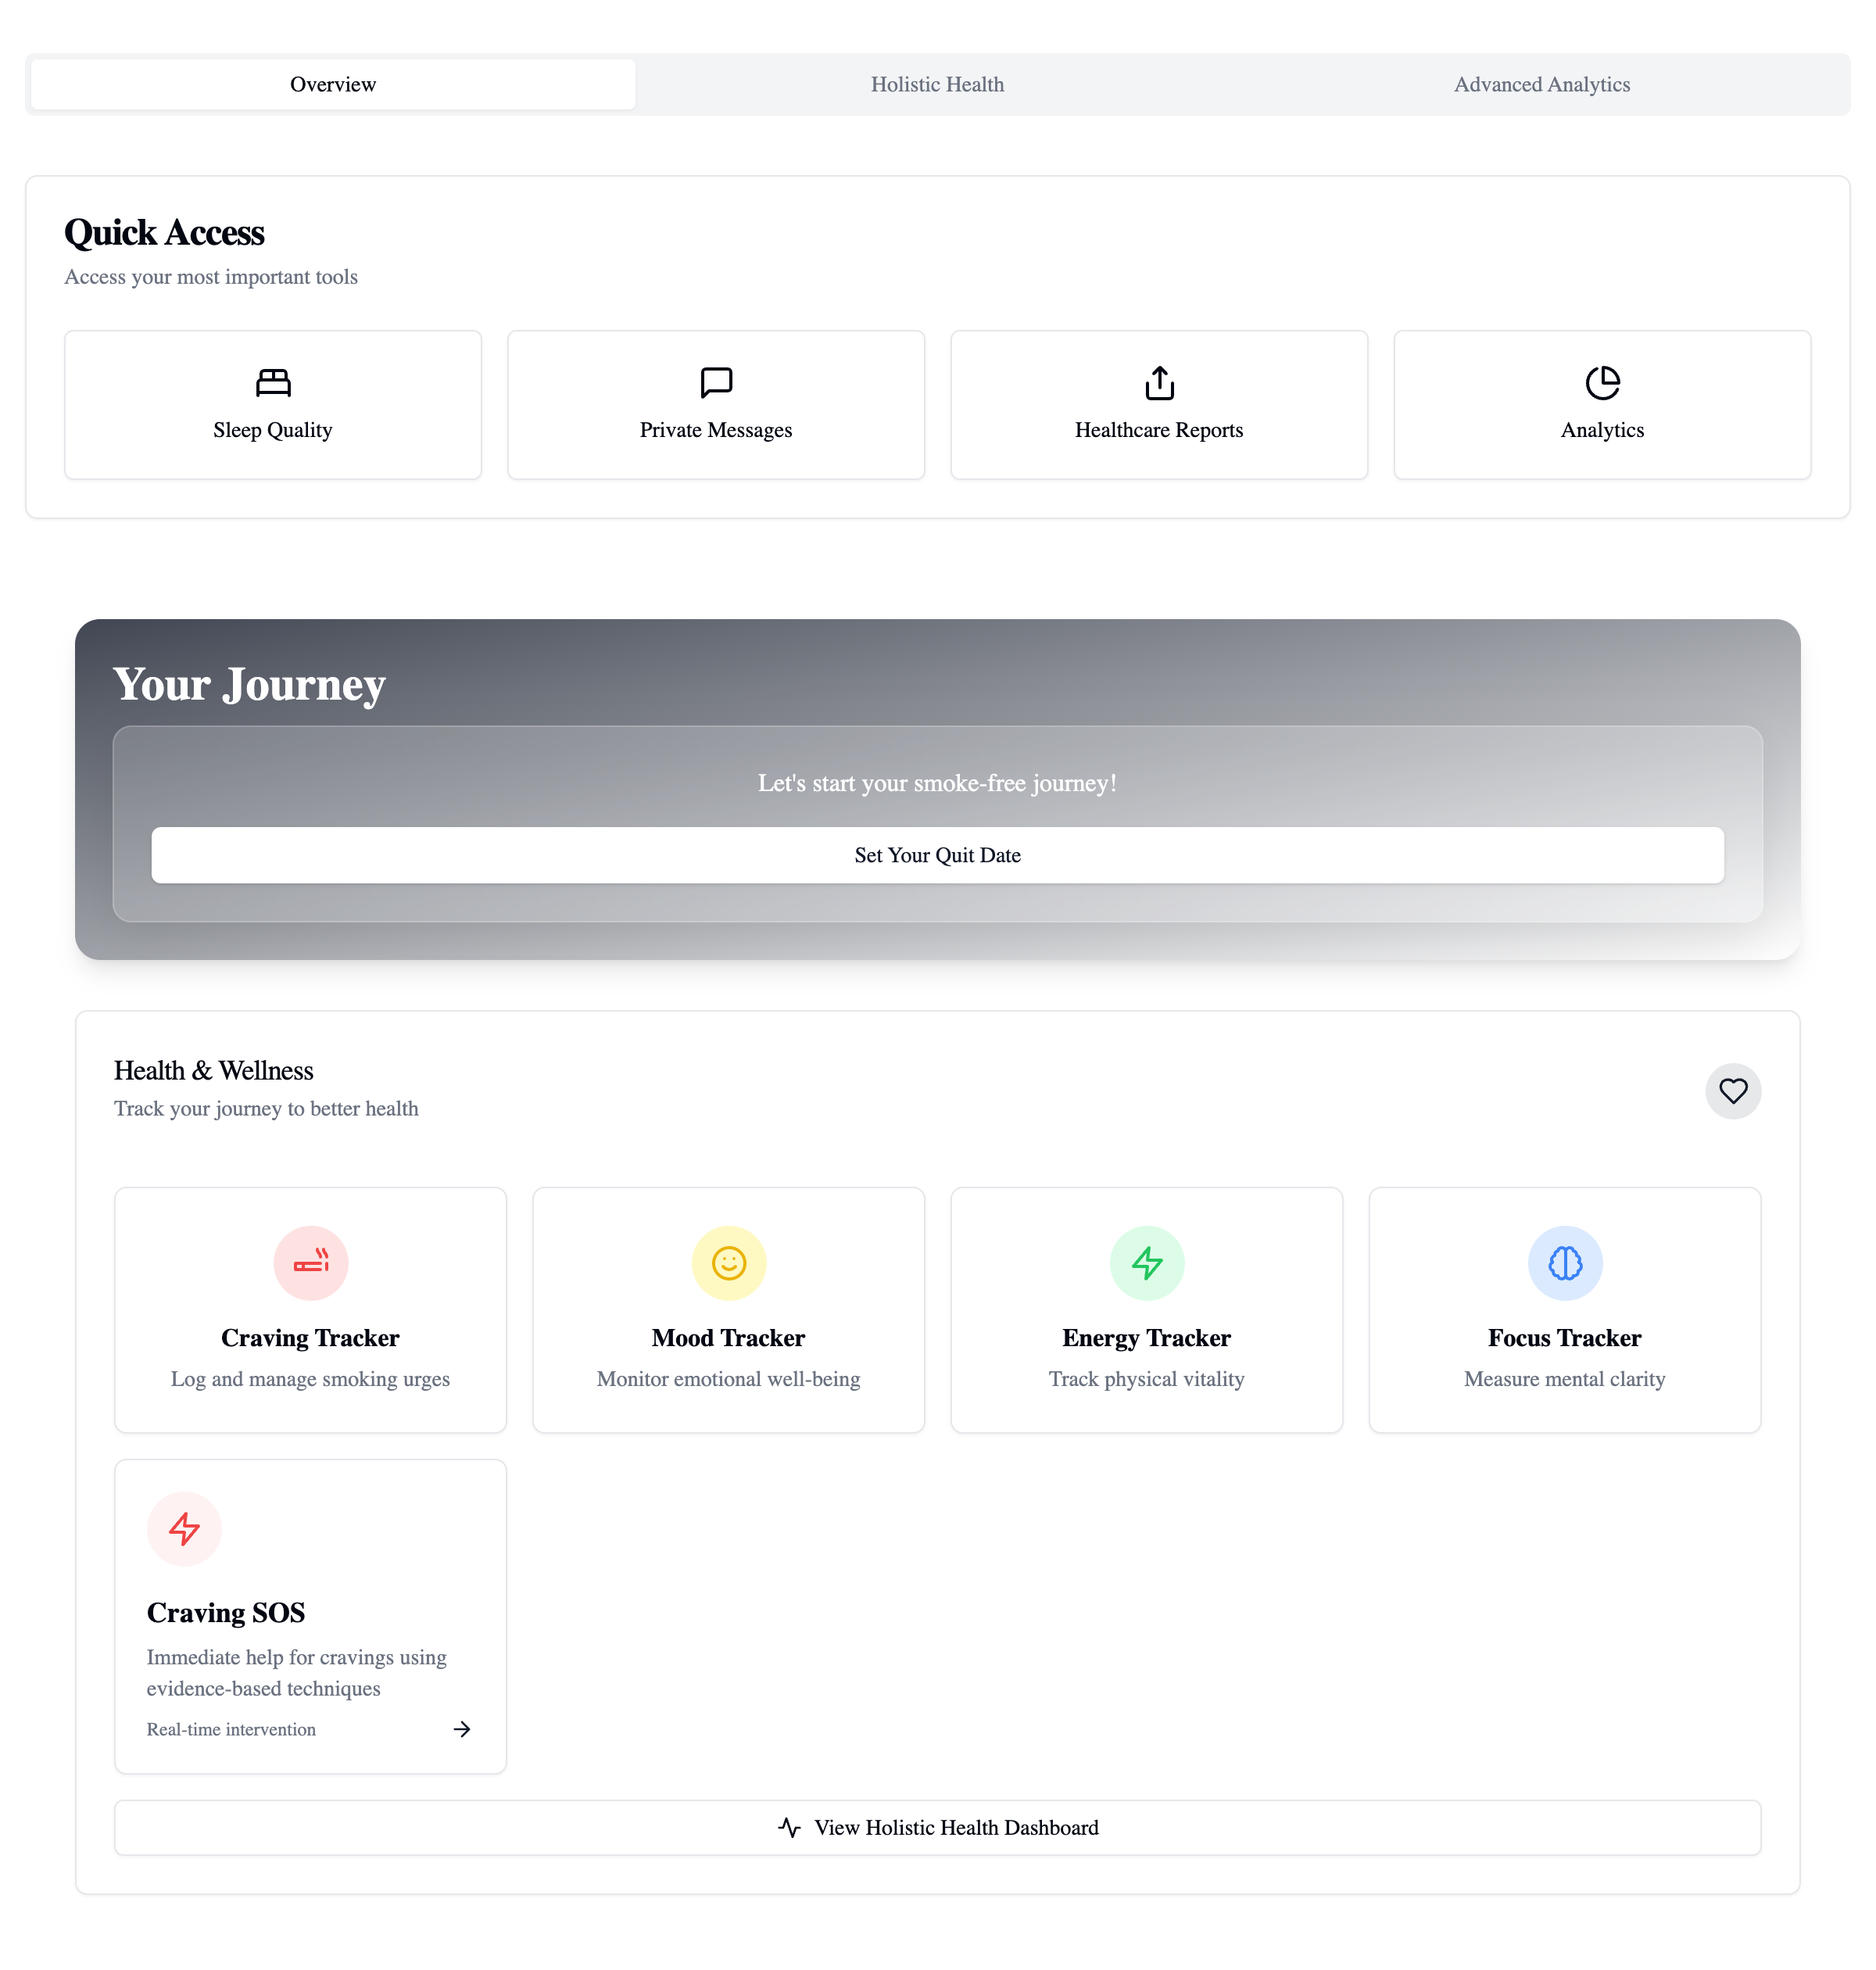 Overview
Holistic Health
Advanced Analytics
Quick Access
Access your most important tools
Sleep Quality
Private Messages
Healthcare Reports
Analytics
Your Journey
Let's start your smoke-free journey!
Set Your Quit Date
Health & Wellness
Track your journey to better health
Craving Tracker
Log and manage smoking urges
Mood Tracker
Monitor emotional well-being
Energy Tracker
Track physical vitality
Focus Tracker
Measure mental clarity
Craving SOS
Immediate help for cravings using
evidence-based techniques
Real-time intervention
View Holistic Health Dashboard